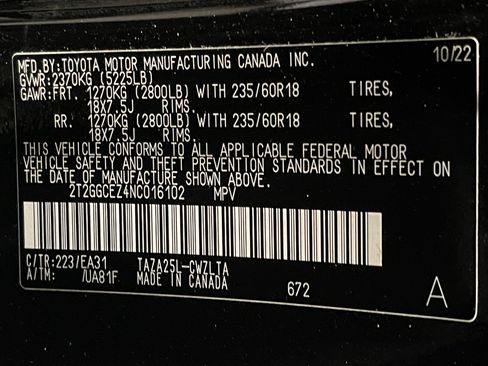 MFD.BY:TOYOTA MOTOR MANUFACTURING CANADA INC. 10/22
GVWR:2370KG (5225LB)
GAWR:FRT. 1270KG (2800LB) WITH 235/60R18 TIRES,
18X7.5J RIMS.
RR. 1270KG (2800LB) WITH 235/60R18 TIRES,
18X7.5J RIMS.
THIS VEHICLE CONFORMS TO ALL APPLICABLE FEDERAL MOTOR
VEHICLE SAFETY AND THEFT PREVENTION STANDARDS IN EFFECT ON
THE DATE OF MANUFACTURE SHOWN ABOVE.
2T2GGCEZ4NC016102 MPV
C/TR:223/EA31 TAZA25L-CWZLTA
A/TM: /UA81F MADE IN CANADA 672 A